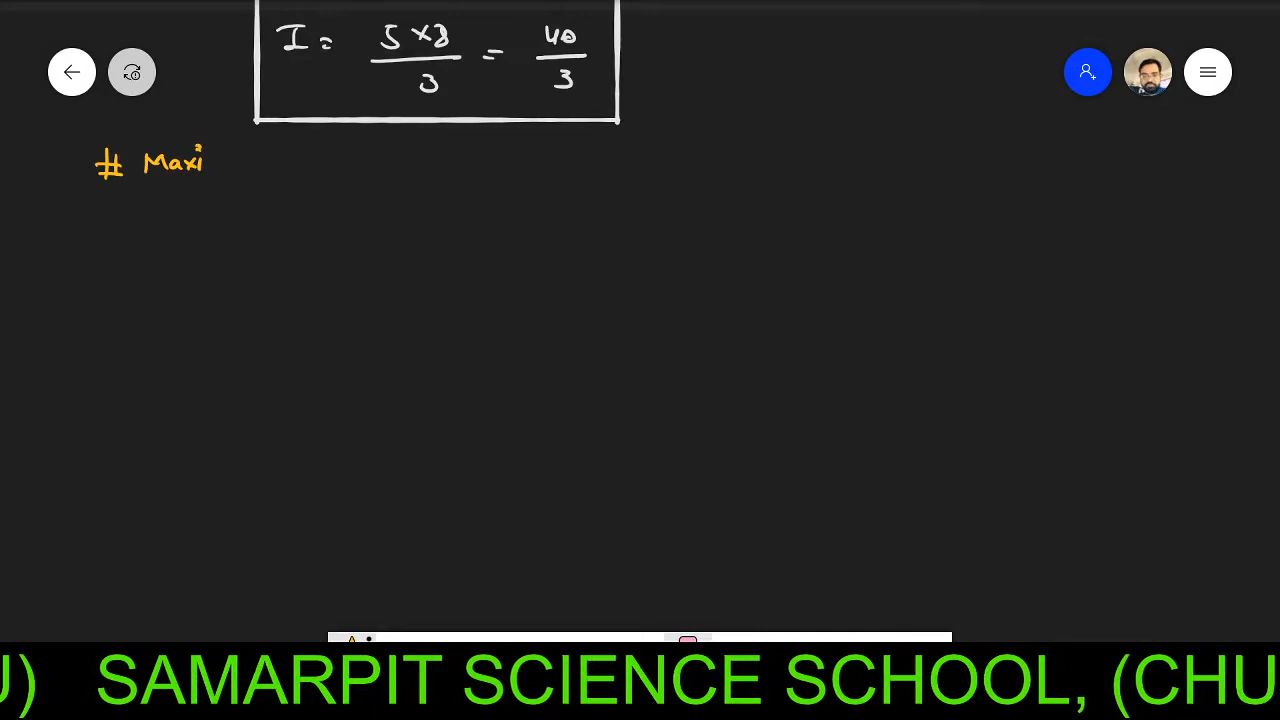 I = 5 × 8 / 3 = 40 / 3
# Maxi
U) SAMARPIT SCIENCE SCHOOL, (CHU